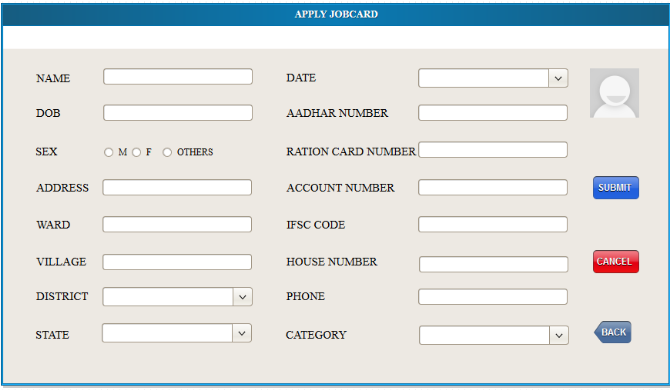 APPLY JOBCARD
NAME
DATE
DOB
AADHAR NUMBER
SEX
M
F
OTHERS
RATION CARD NUMBER
ADDRESS
ACCOUNT NUMBER
SUBMIT
WARD
IFSC CODE
VILLAGE
HOUSE NUMBER
CANCEL
DISTRICT
PHONE
STATE
CATEGORY
BACK